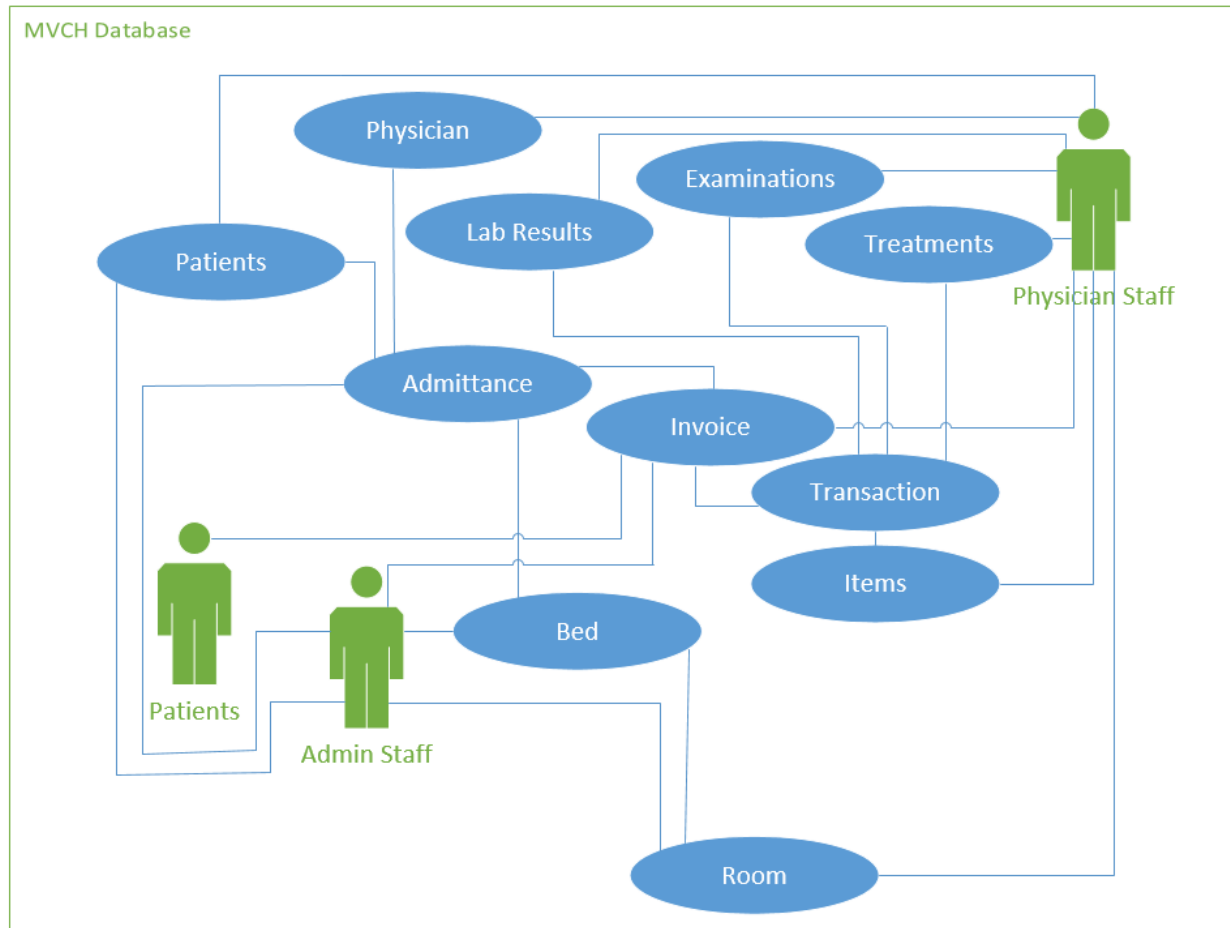 MVCH Database
Physician
Examinations
Lab Results
Treatments
Patients
Physician Staff
Admittance
Invoice
Transaction
Items
Bed
Patients
Admin Staff
Room